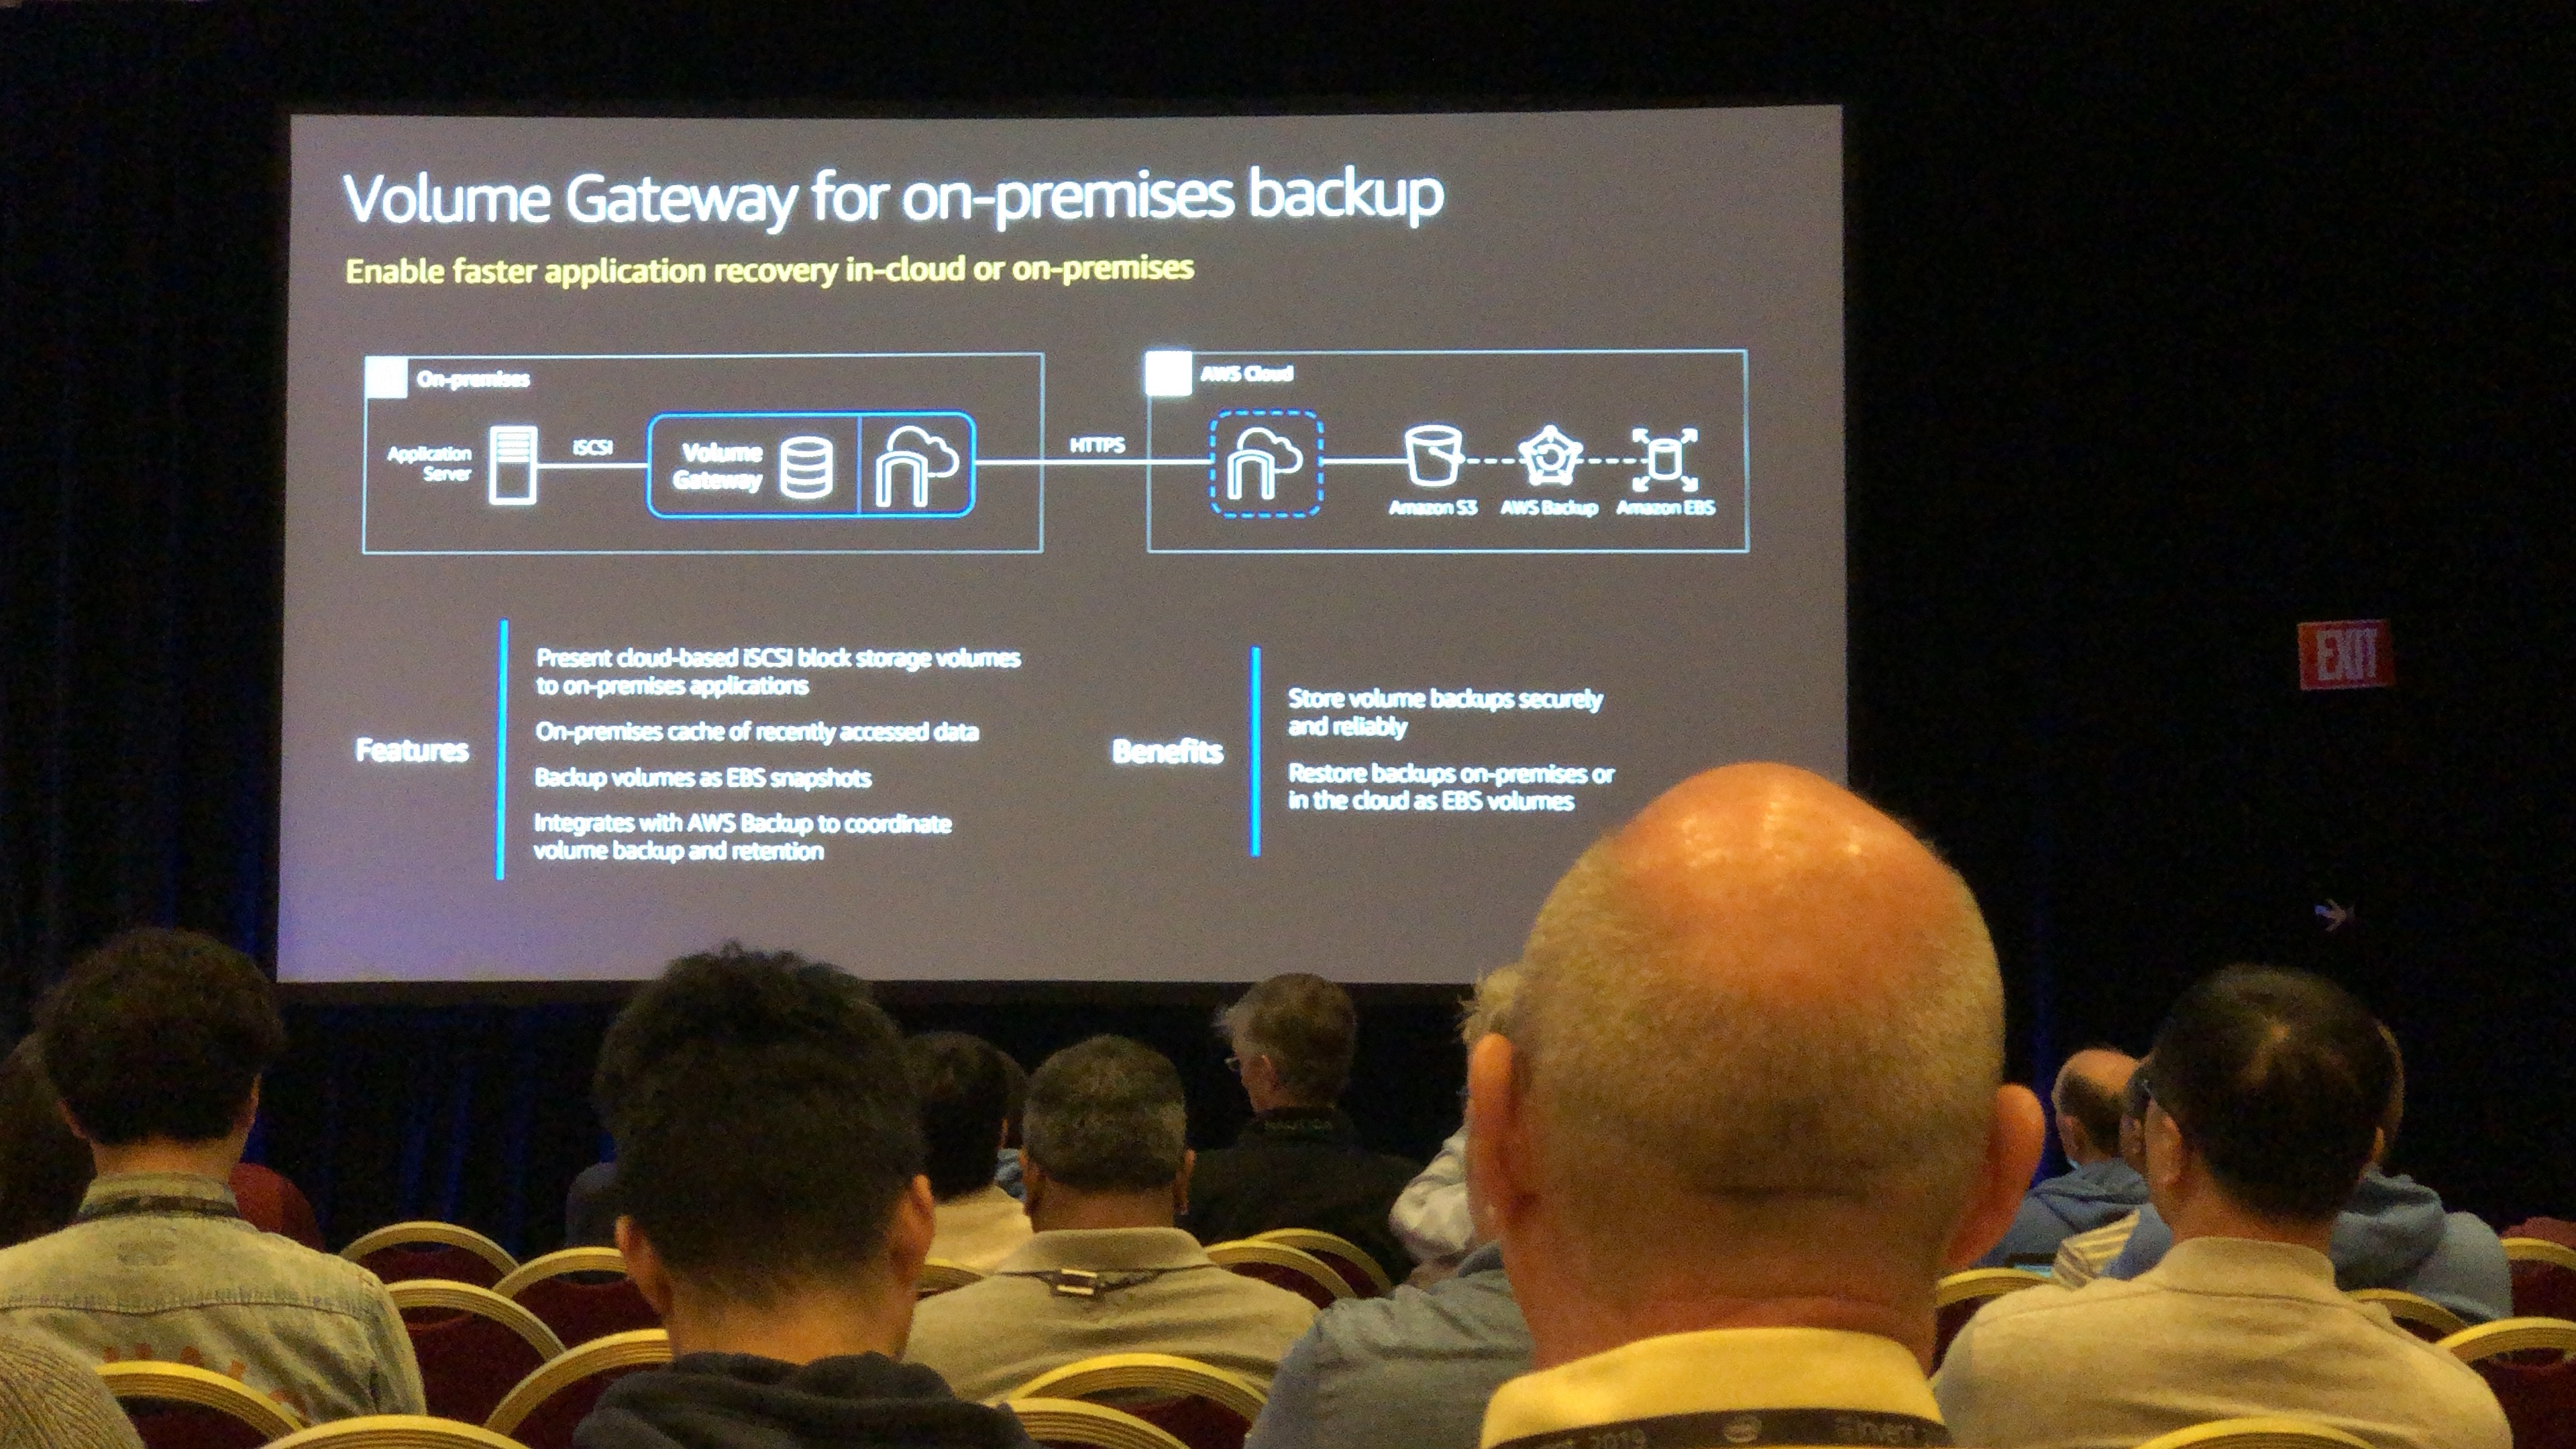 Volume Gateway for on-premises backup
Enable faster application recovery in-cloud or on-premises
On-premises
Application
Server
iSCSI
Volume
Gateway
HTTPS
AWS Cloud
Amazon S3
AWS Backup
Amazon EBS
Features
Present cloud-based iSCSI block storage volumes
to on-premises applications
On-premises cache of recently accessed data
Backup volumes as EBS snapshots
Integrates with AWS Backup to coordinate
volume backup and retention
Benefits
Store volume backups securely
and reliably
Restore backups on-premises or
in the cloud as EBS volumes
EXIT
2019